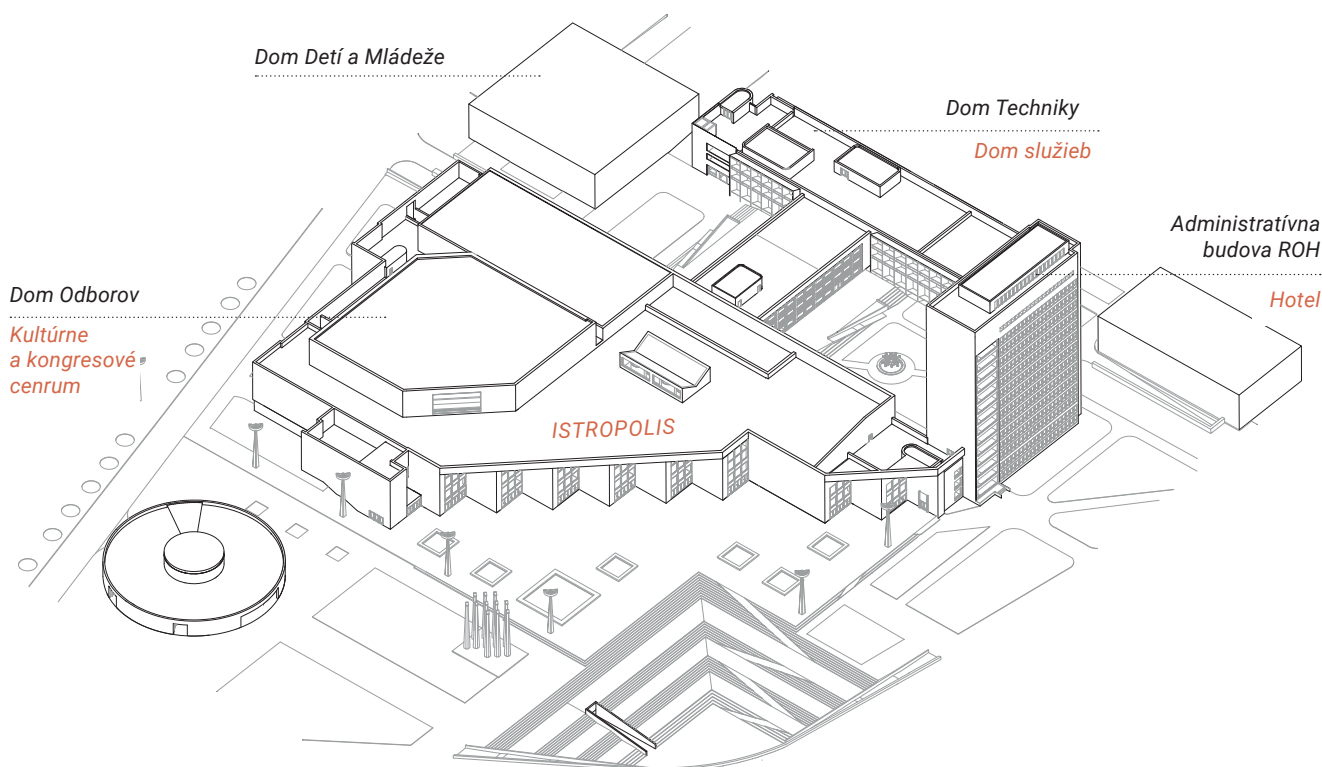 Dom Detí a Mládeže
Dom Techniky
Dom služieb
Administratívna
budova ROH
Hotel
Dom Odborov
Kultúrne
a kongresové
cenrum
ISTROPOLIS